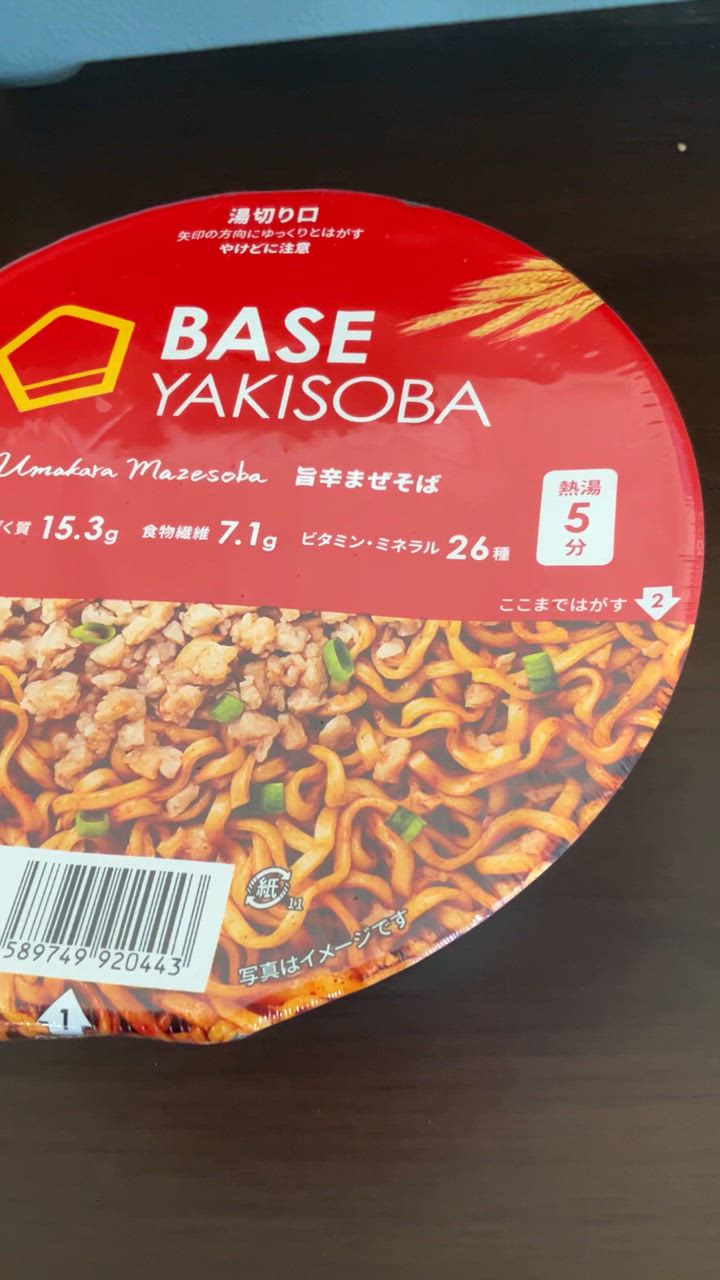 湯切り口
矢印の方向にゆっくりとはがす
やけどに注意
BASE
YAKISOBA
Umakara Mazesoba 旨辛まぜそば
く質 15.3g 食物繊維 7.1g ビタミン・ミネラル 26種
熱湯
5
分
ここまではがす 2
紙
11
写真はイメージです
589749 920443
1